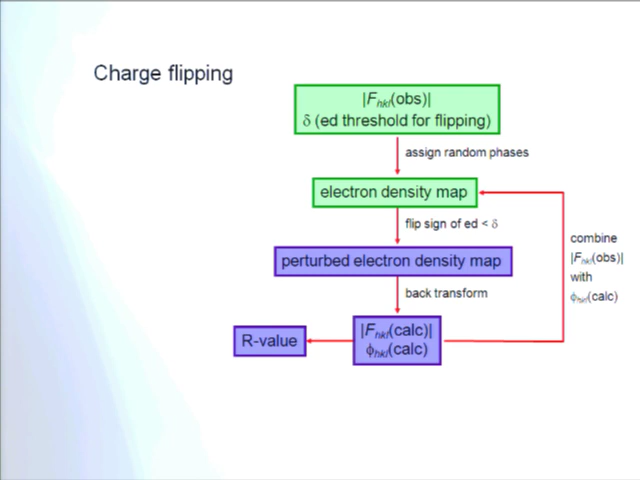 Charge flipping
|Fhkl(obs)|
δ (ed threshold for flipping)
assign random phases
electron density map
flip sign of ed < δ
perturbed electron density map
back transform
combine
|Fhkl(obs)|
with
ϕhkl(calc)
|Fhkl(calc)|
ϕhkl(calc)
R-value